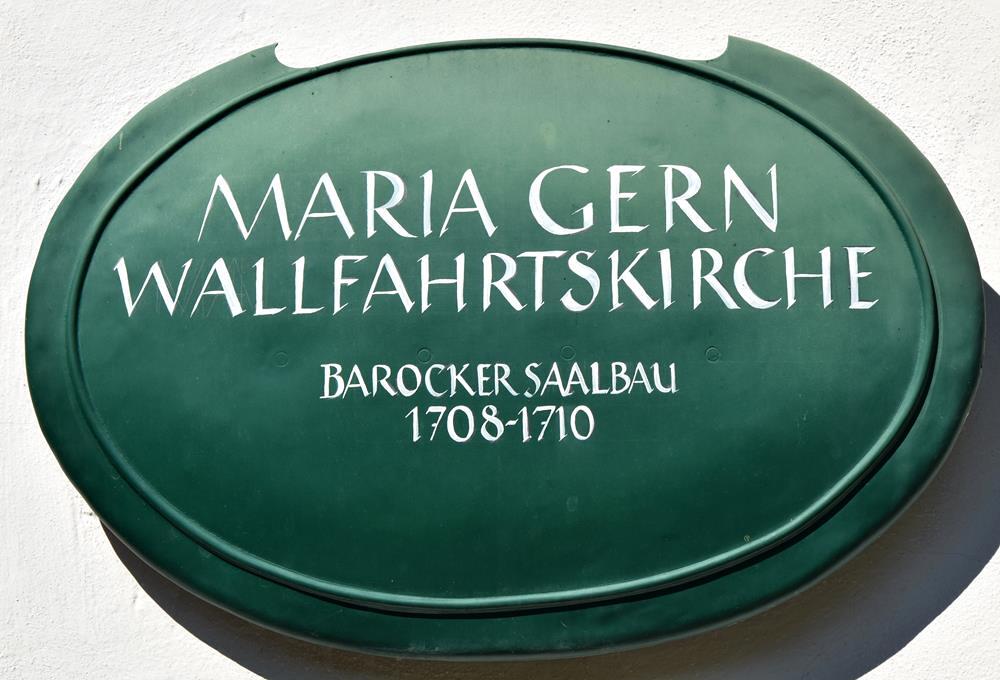 MARIA GERN
WALLFAHRTSKIRCHE
BAROCKER SAALBAU
1708-1710